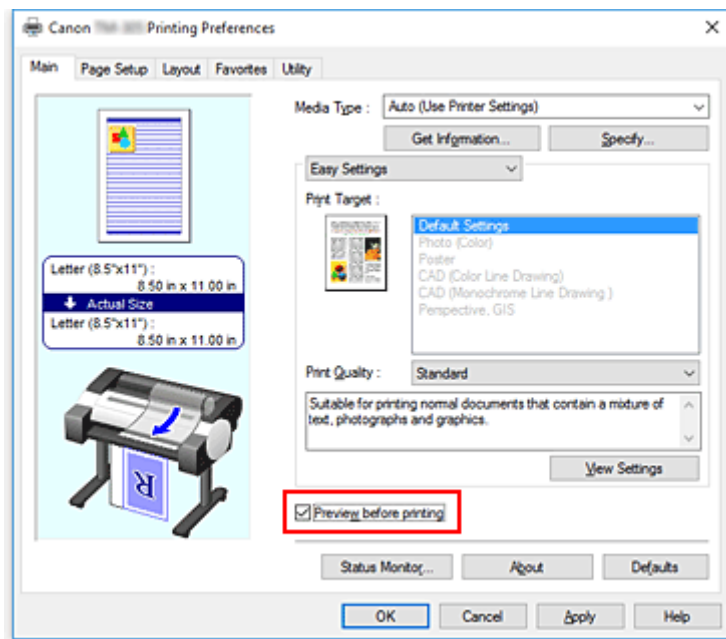 Canon Printing Preferences
Main Page Setup Layout Favorites Utility
Media Type : Auto (Use Printer Settings)
Get Information... Specify...
Easy Settings
Print Target :
Default Settings
Photo (Color)
Poster
CAD (Color Line Drawing)
CAD (Monochrome Line Drawing )
Perspective, GIS
Letter (8.5"x11") :
8.50 in x 11.00 in
Actual Size
Letter (8.5"x11") :
8.50 in x 11.00 in
R
Print Quality : Standard
Suitable for printing normal documents that contain a mixture of
text, photographs and graphics.
View Settings
Preview before printing
Status Monitor... About Defaults
OK Cancel Apply Help